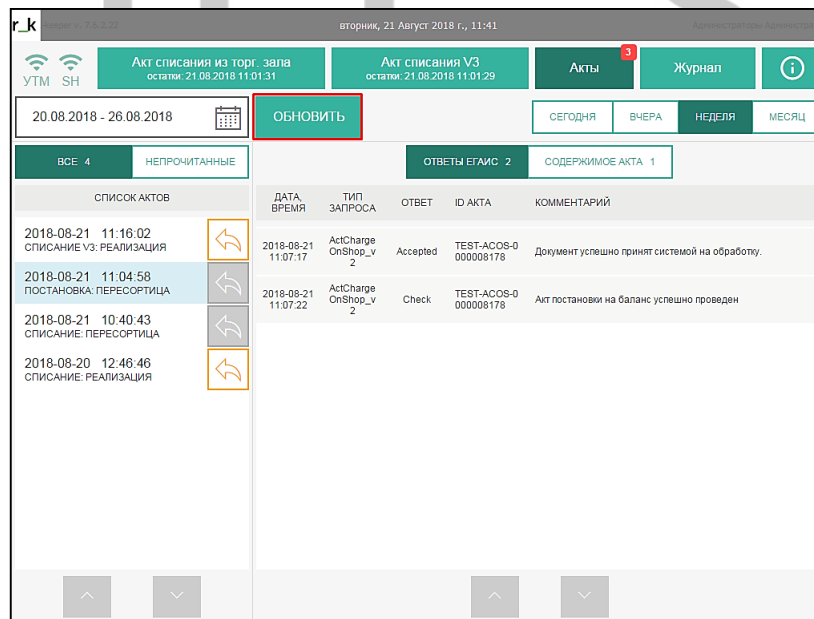 r_k
keeper v. 7.6.2.22
вторник, 21 Август 2018 г., 11:41
УТМ SH
Акт списания из торг. зала
остатки: 21.08.2018 11:01:31
Акт списания V3
остатки: 21.08.2018 11:01:29
Акты 3
Журнал
20.08.2018 - 26.08.2018
ОБНОВИТЬ
СЕГОДНЯ ВЧЕРА НЕДЕЛЯ МЕСЯЦ
ВСЕ 4 НЕПРОЧИТАННЫЕ
ОТВЕТЫ ЕГАИС 2 СОДЕРЖИМОЕ АКТА 1
СПИСОК АКТОВ
2018-08-21 11:16:02
СПИСАНИЕ V3: РЕАЛИЗАЦИЯ
2018-08-21 11:04:58
ПОСТАНОВКА: ПЕРЕСОРТИЦА
2018-08-21 10:40:43
СПИСАНИЕ: ПЕРЕСОРТИЦА
2018-08-20 12:46:46
СПИСАНИЕ: РЕАЛИЗАЦИЯ
ДАТА, ВРЕМЯ
ТИП ЗАПРОСА
ОТВЕТ
ID АКТА
КОММЕНТАРИЙ
2018-08-21
11:07:17
ActCharge
OnShop_v
2
Accepted
TEST-ACOS-0
000008178
Документ успешно принят системой на обработку.
2018-08-21
11:07:22
ActCharge
OnShop_v
2
Check
TEST-ACOS-0
000008178
Акт постановки на баланс успешно проведен